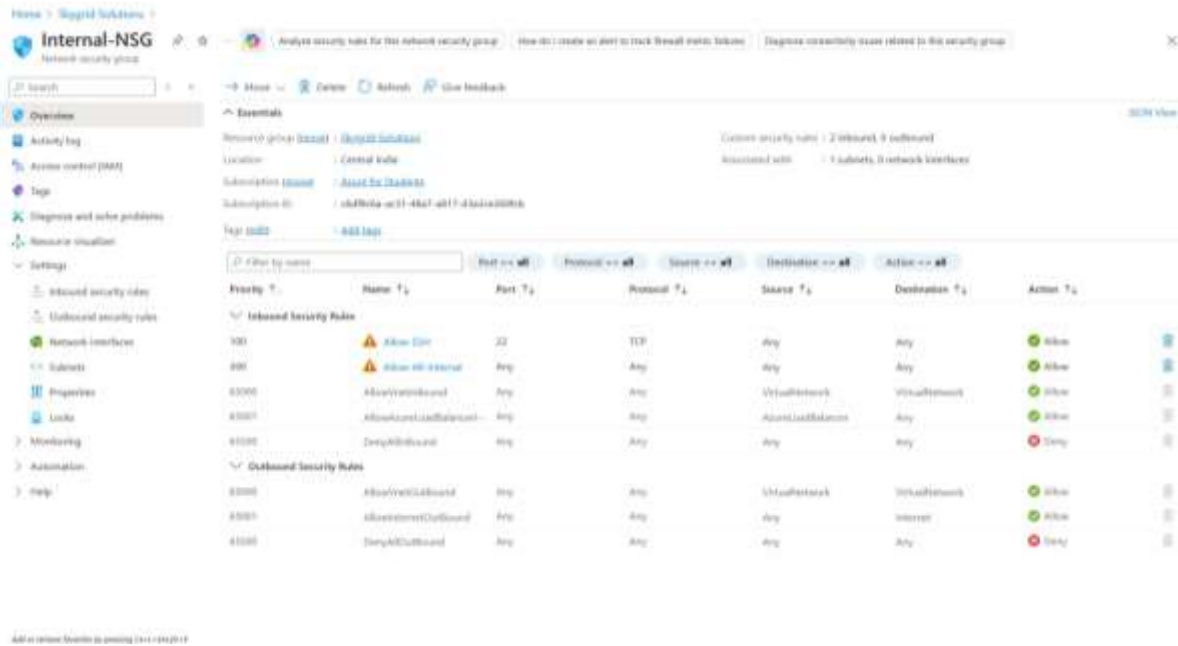 Home > Skygrid Solutions >
Internal-NSG
Network security group
Analyze security rules for this network security group
How do I create an alert to track firewall metric failures
Diagnose connectivity issues related to this security group
Search
Move Delete Refresh Give feedback
Overview
Activity log
Access control (IAM)
Tags
Diagnose and solve problems
Resource visualizer
Settings
Inbound security rules
Outbound security rules
Network interfaces
Subnets
Properties
Locks
Monitoring
Automation
Help
Essentials
JSON View
Resource group (move) : Skygrid Solutions
Location : Central India
Subscription (move) : Azure for Students
Subscription ID :
Tags (edit) : Add tags
Custom security rules : 2 inbound, 0 outbound
Associated with : 1 subnets, 0 network interfaces
Filter by name
Port == all Protocol == all Source == all Destination == all Action == all
Priority Name Port Protocol Source Destination Action
Inbound Security Rules
100 Allow-SSH 22 TCP Any Any Allow
Any Any Any Any Allow
65000 AllowVnetInBound Any Any VirtualNetwork VirtualNetwork Allow
65001 Any Any AzureLoadBalancer Any Allow
65500 DenyAllInBound Any Any Any Any Deny
Outbound Security Rules
65000 AllowVnetOutBound Any Any VirtualNetwork VirtualNetwork Allow
65001 AllowInternetOutBound Any Any Any Internet Allow
65500 DenyAllOutBound Any Any Any Any Deny
Add or remove favorites by pressing